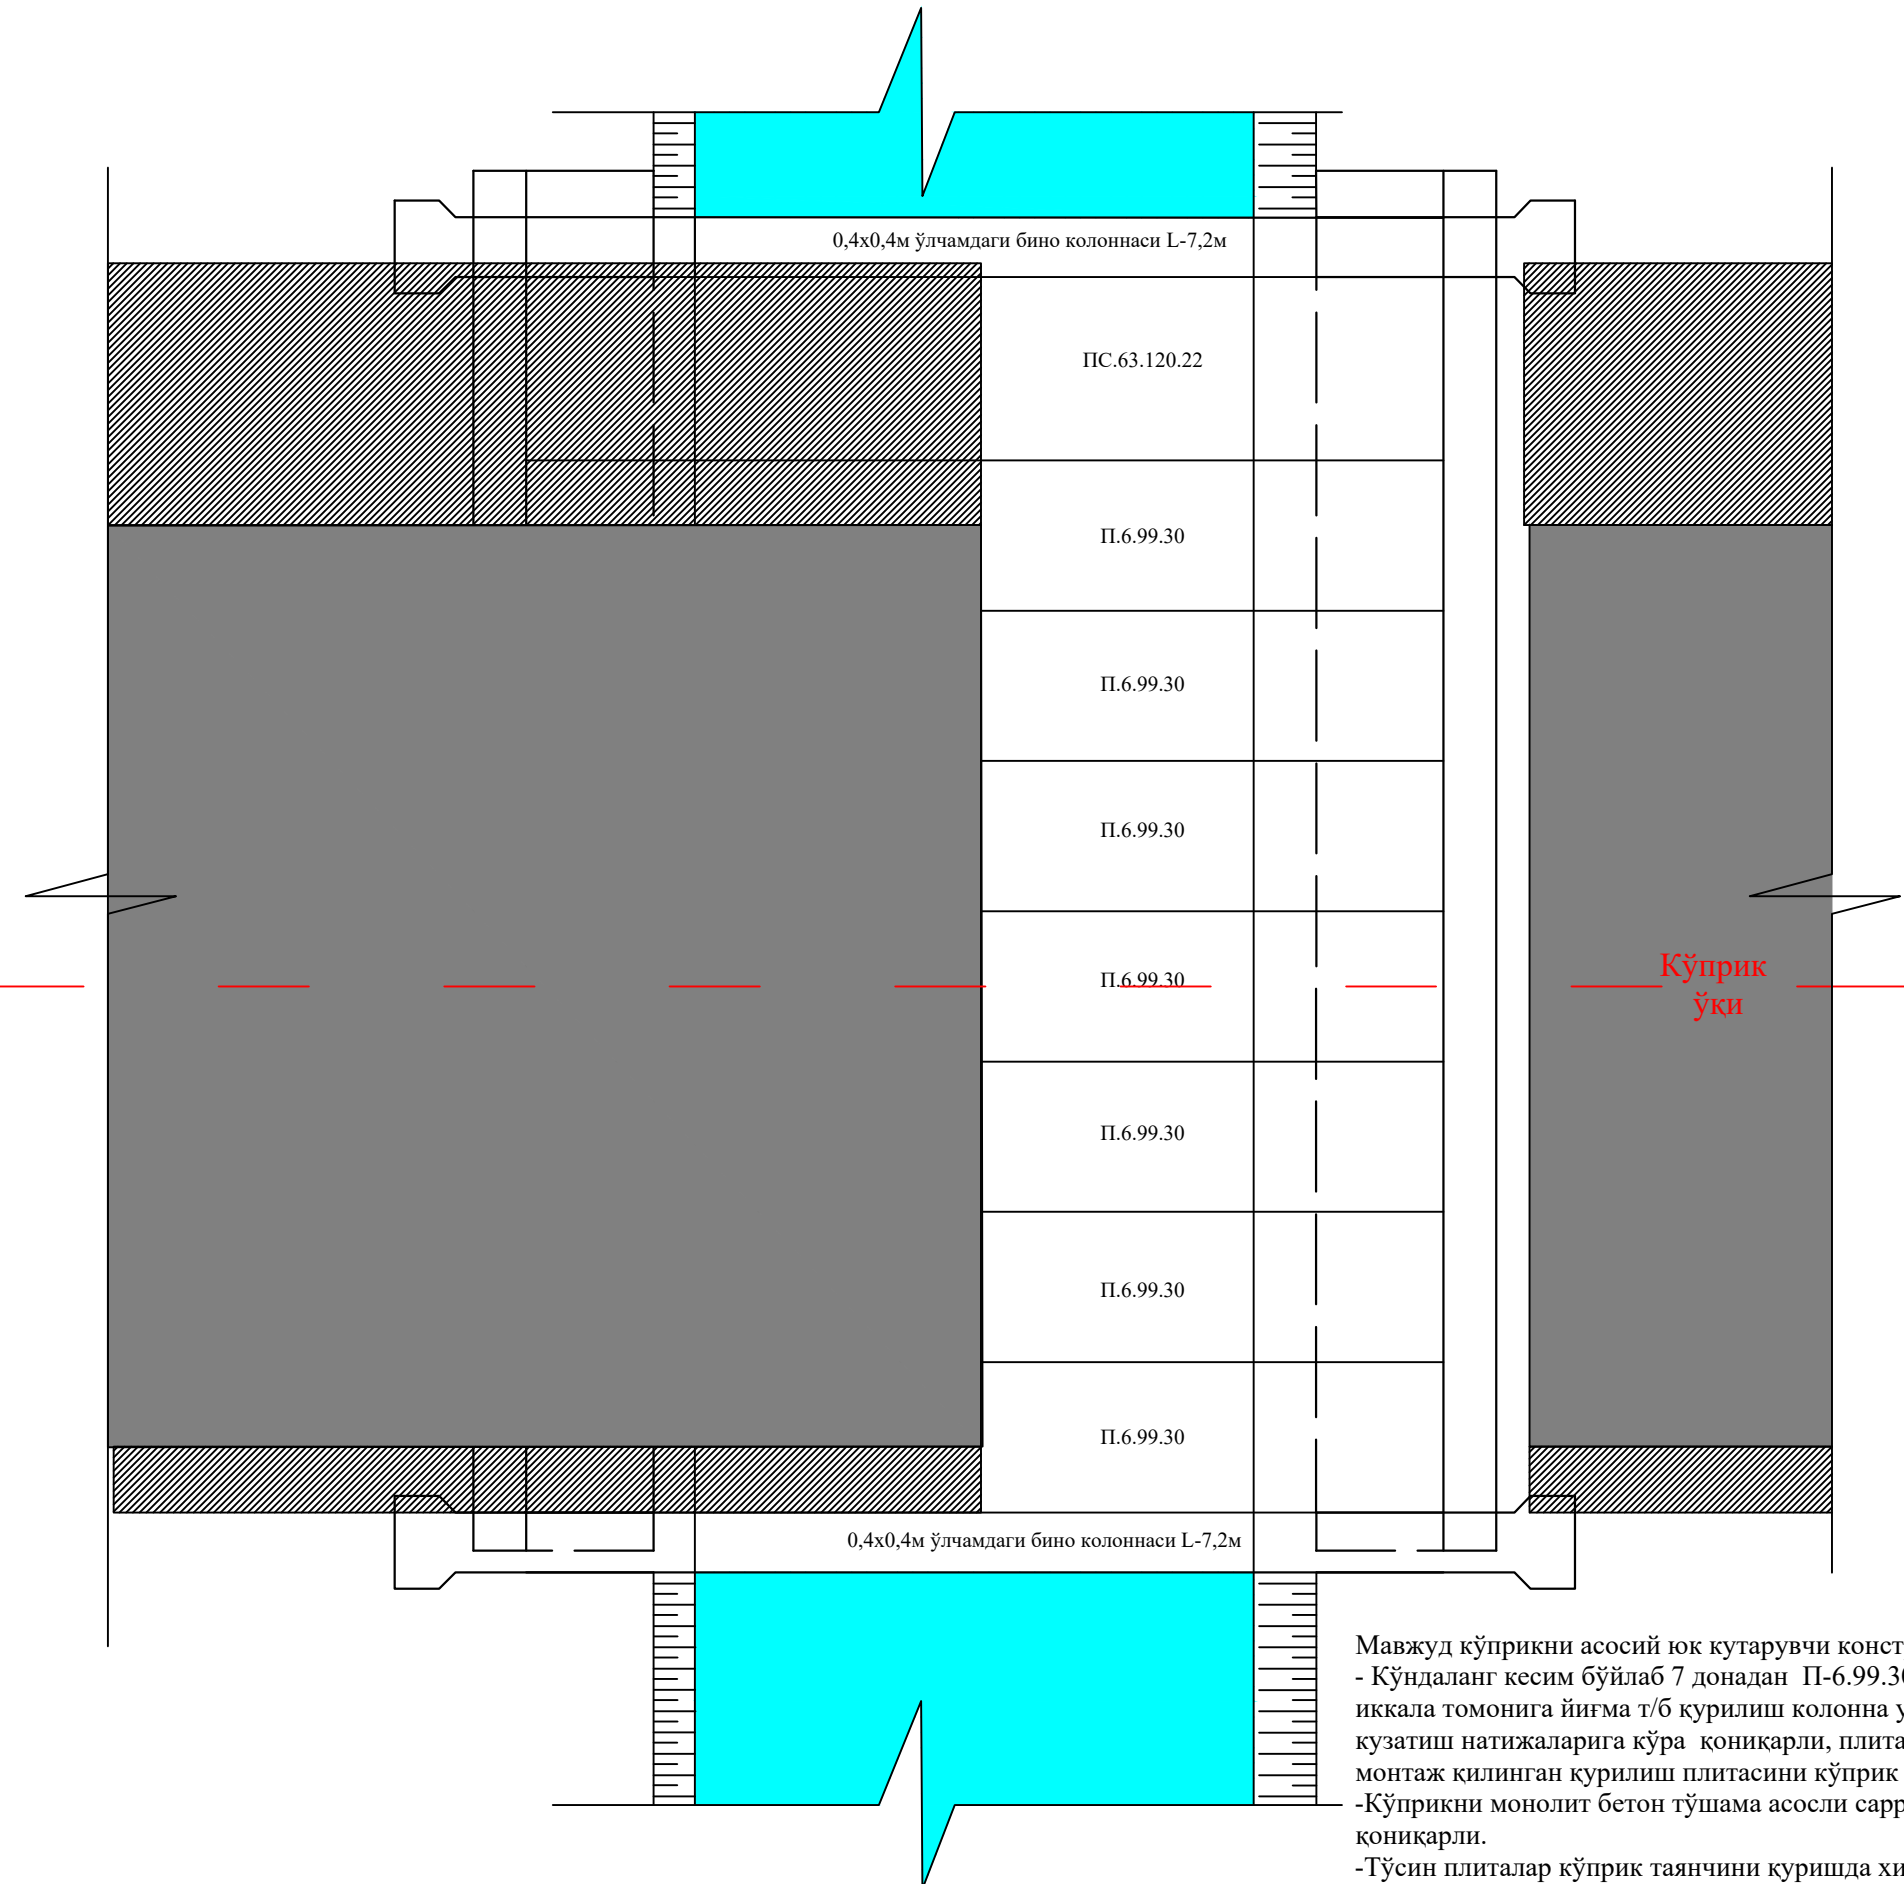 0,4х0,4м ўлчамдаги бино колоннаси L-7,2м
ПС.63.120.22
П.6.99.30
П.6.99.30
П.6.99.30
П.6.99.30
Кўприк
ўқи
П.6.99.30
П.6.99.30
П.6.99.30
0,4х0,4м ўлчамдаги бино колоннаси L-7,2м
Мавжуд кўприкни асосий юк кутарувчи
- Кўндаланг кесим бўйлаб 7 донадан П-6.99.30
иккала томонига йиғма т/б қурилиш колонна
кузатиш натижаларига кўра қониқарли,
монтаж қилинган қурилиш плитасини кўприк
-Кўприкни монолит бетон тўшама асосли
қониқарли.
-Тўсин плиталар кўприк таянчини қуришда